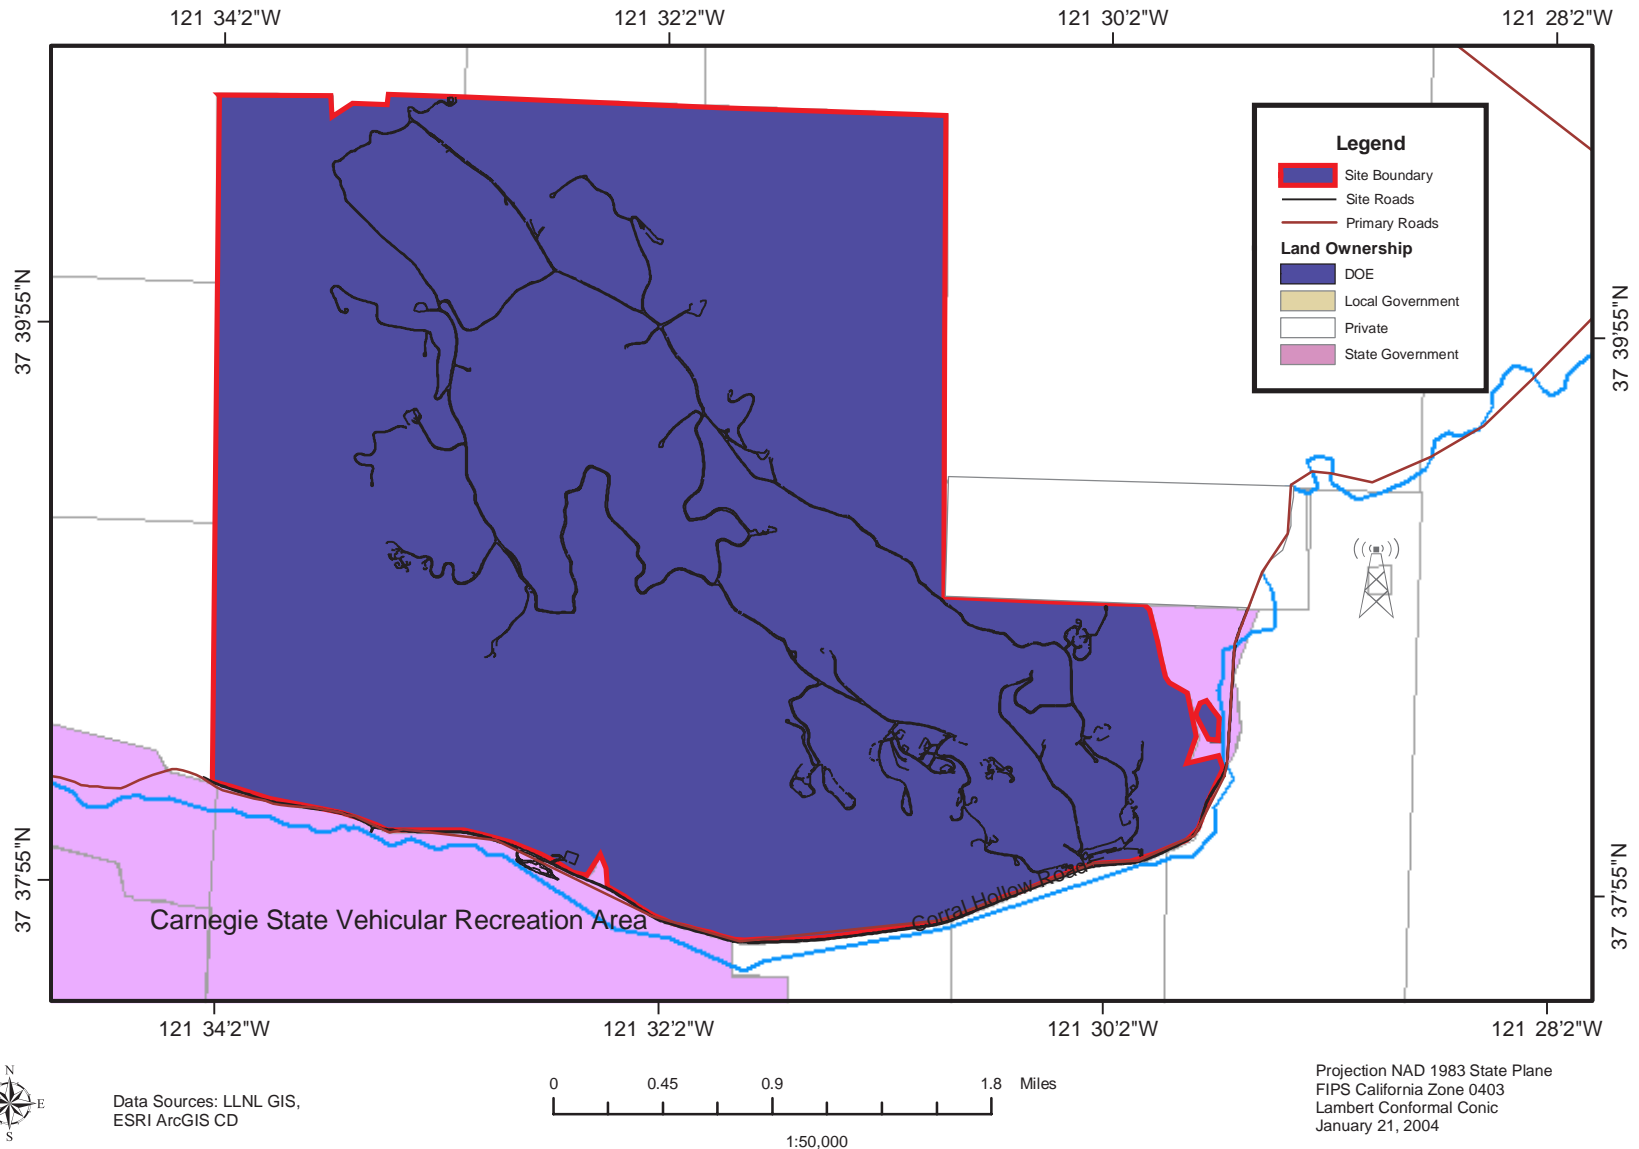 121 34'2"W
121 32'2"W
121 30'2"W
121 28'2"W
Legend
Site Boundary
Site Roads
Primary Roads
Land Ownership
DOE
Local Government
Private
State Government
37 39'55"N
37 39'55"N
37 37'55"N
37 37'55"N
Carnegie State Vehicular Recreation Area
Corral Hollow Road
121 34'2"W
121 32'2"W
121 30'2"W
121 28'2"W
N
E
S
Data Sources: LLNL GIS,
ESRI ArcGIS CD
0 0.45 0.9 1.8 Miles
1:50,000
Projection NAD 1983 State Plane
FIPS California Zone 0403
Lambert Conformal Conic
January 21, 2004